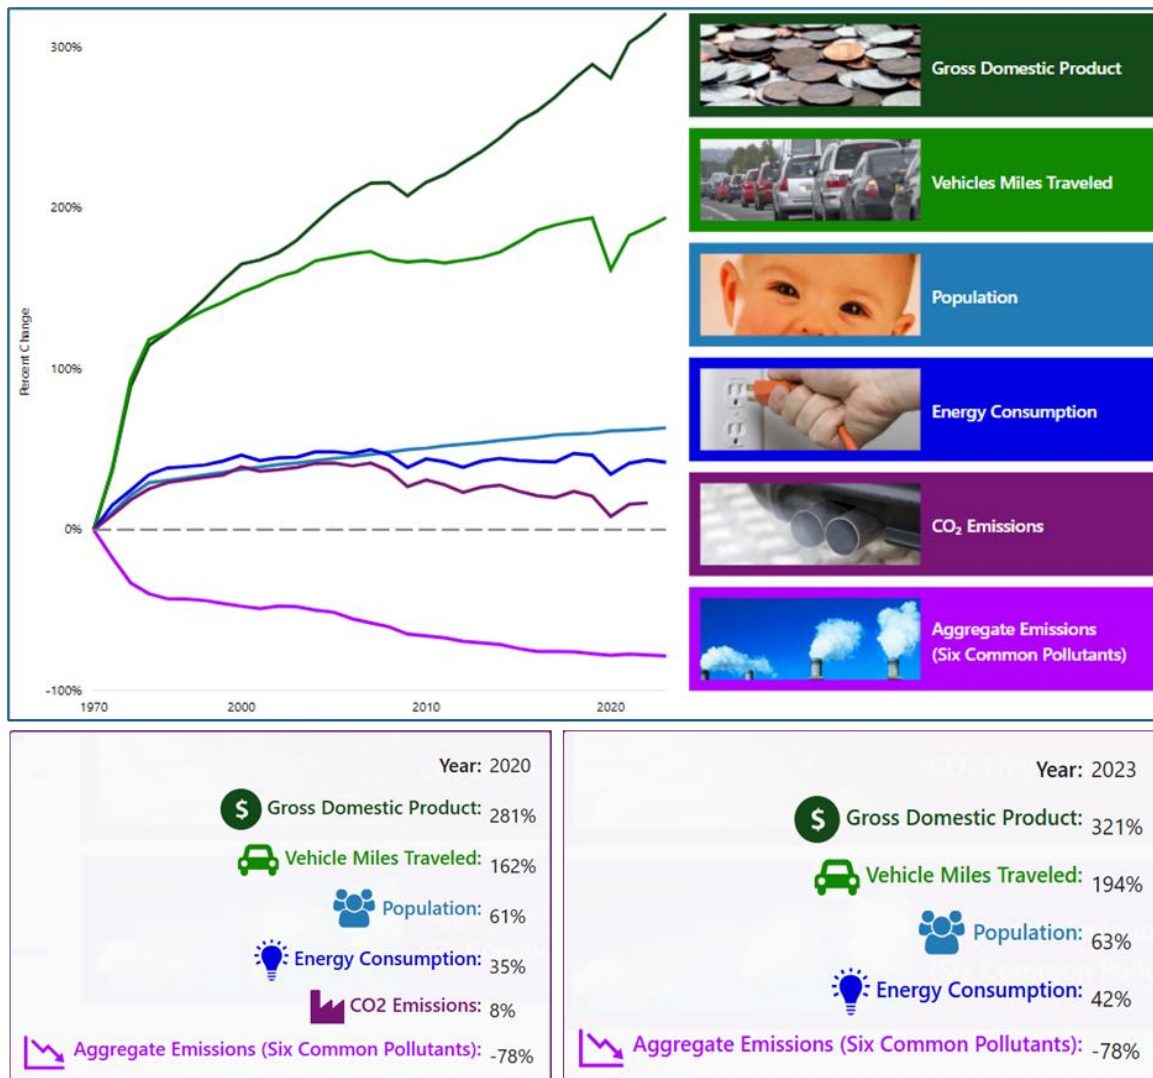 300%
200%
100%
0%
-100%
Percent Change
1970
2000
2010
2020
Gross Domestic Product
Vehicles Miles Traveled
Population
Energy Consumption
CO₂ Emissions
Aggregate Emissions
(Six Common Pollutants)
Year: 2020
$ Gross Domestic Product: 281%
Vehicle Miles Traveled: 162%
Population: 61%
Energy Consumption: 35%
CO2 Emissions: 8%
Aggregate Emissions (Six Common Pollutants): -78%
Year: 2023
$ Gross Domestic Product: 321%
Vehicle Miles Traveled: 194%
Population: 63%
Energy Consumption: 42%
Aggregate Emissions (Six Common Pollutants): -78%